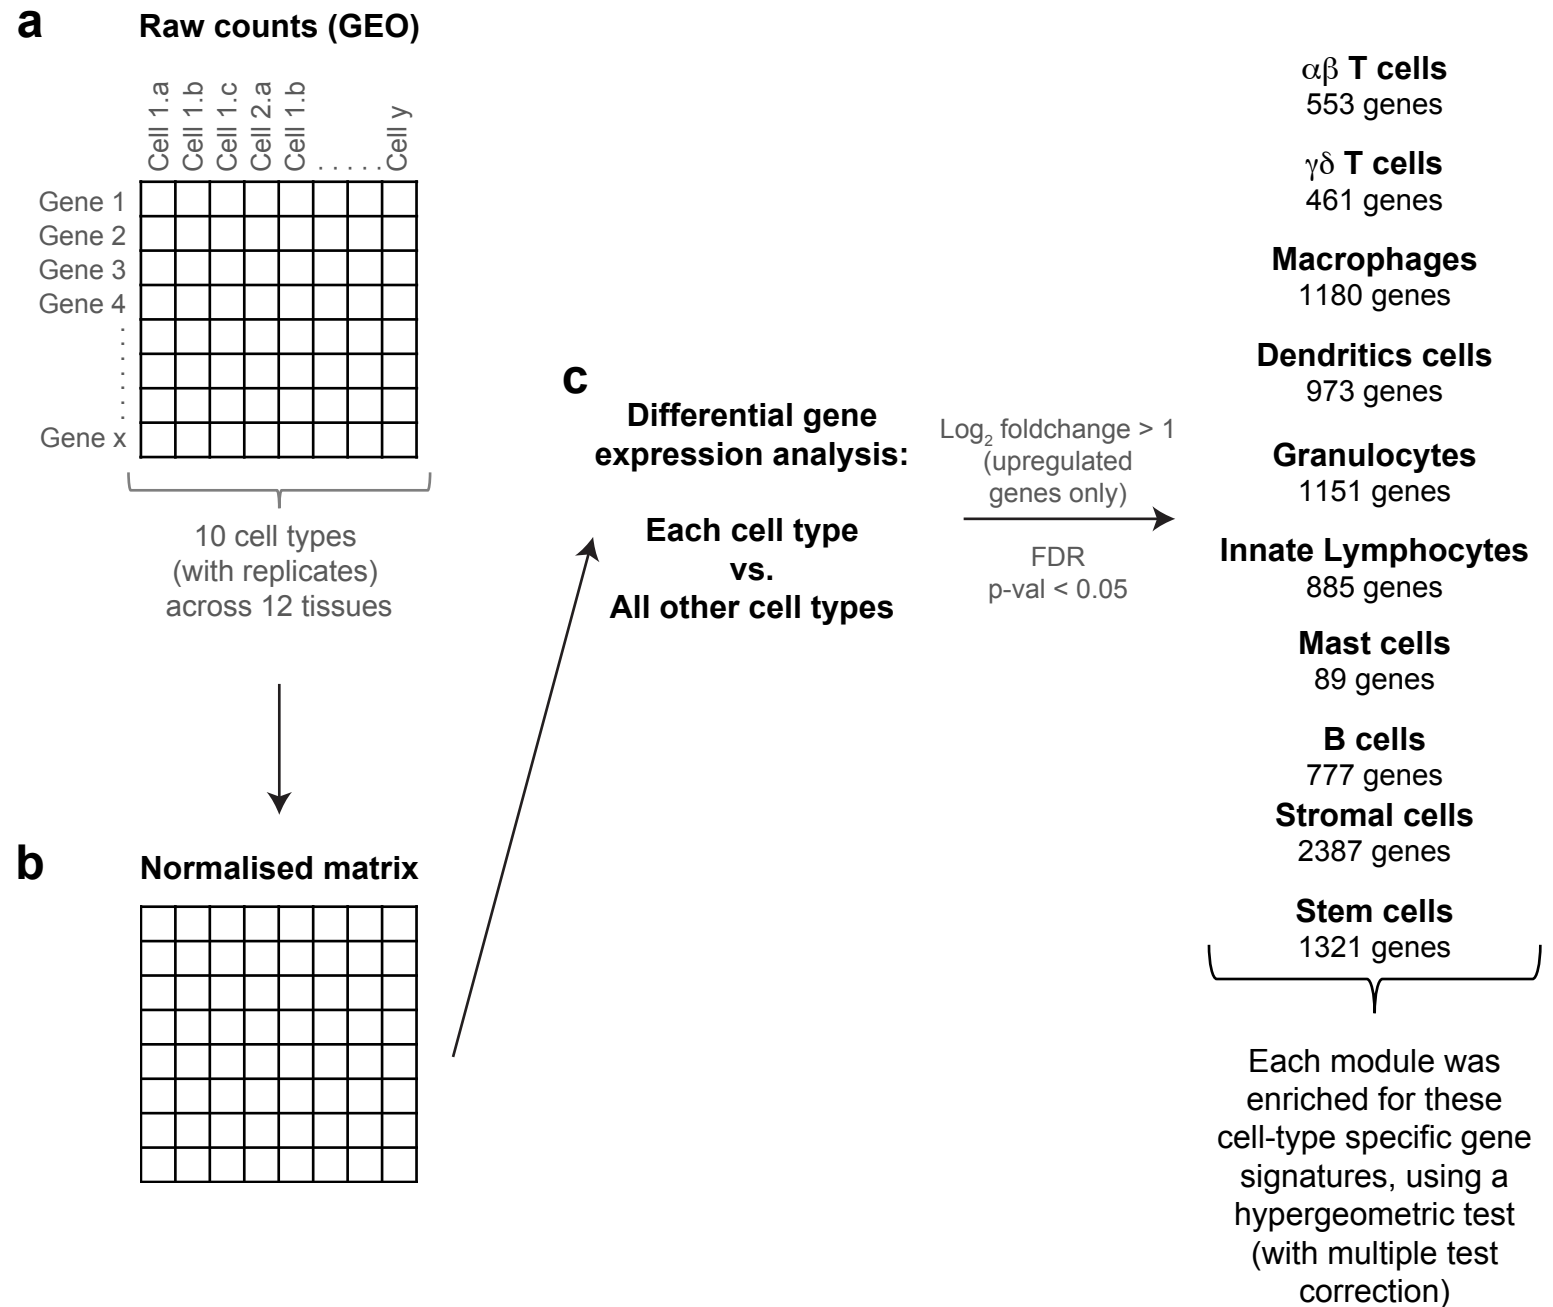 a
Raw counts (GEO)
Cell 1.a
Cell 1.b
Cell 1.c
Cell 2.a
Cell 1.b
. . . . .
Cell y
Gene 1
Gene 2
Gene 3
Gene 4
. . . . . . .
Gene x
10 cell types
(with replicates)
across 12 tissues
b
Normalised matrix
c
Differential gene
expression analysis:
Each cell type
vs.
All other cell types
Log₂ foldchange > 1
(upregulated
genes only)
FDR
p-val < 0.05
αβ T cells
553 genes
γδ T cells
461 genes
Macrophages
1180 genes
Dendritics cells
973 genes
Granulocytes
1151 genes
Innate Lymphocytes
885 genes
Mast cells
89 genes
B cells
777 genes
Stromal cells
2387 genes
Stem cells
1321 genes
Each module was
enriched for these
cell-type specific gene
signatures, using a
hypergeometric test
(with multiple test
correction)